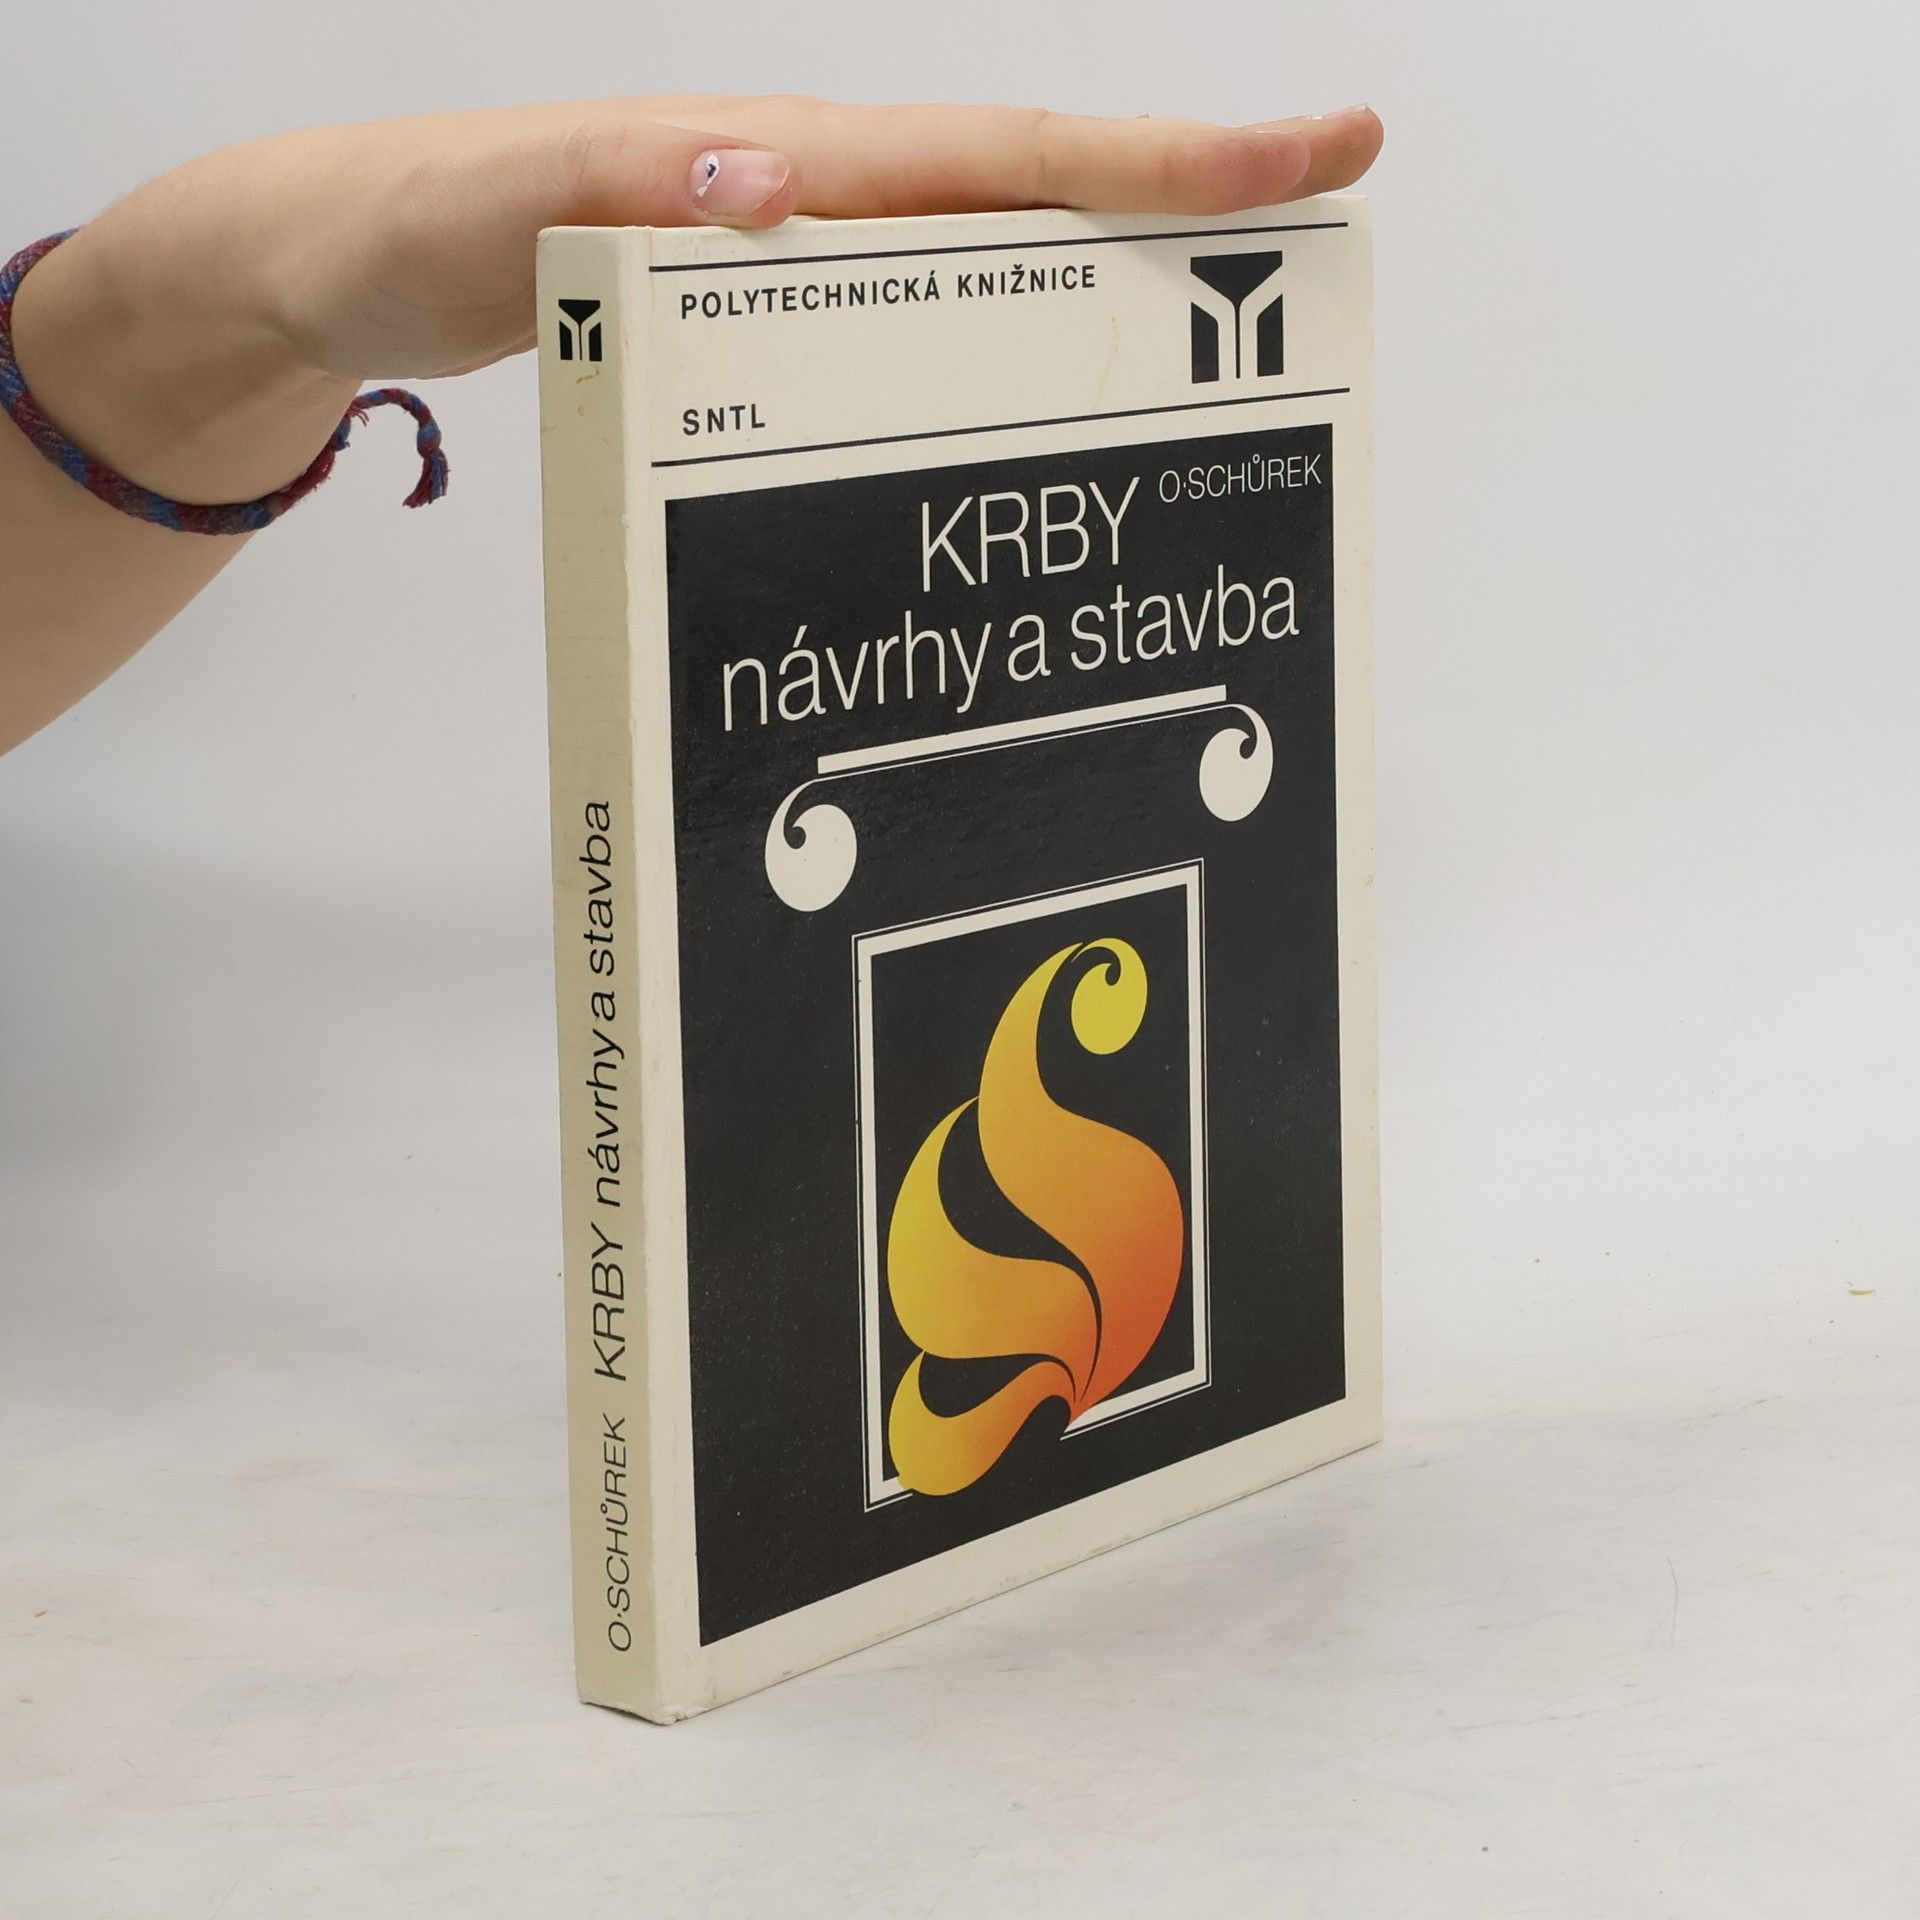 POLYTECHNICKÁ KNIŽNICE
SNTL
O·SCHŮREK
KRBY
návrhy a stavba
O·SCHŮREK KRBY návrhy a stavba